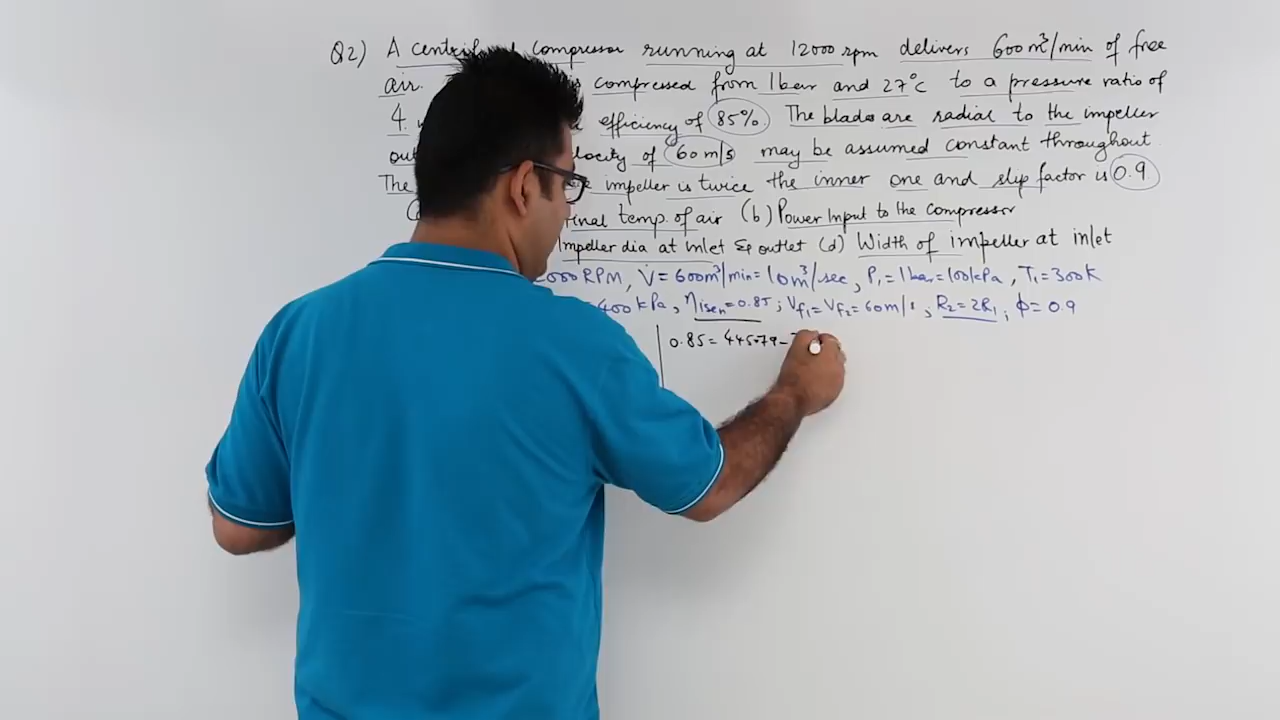 Q2) A compressor running at 12000 rpm delivers 600 m³/min of free
air. compressed from 1 bar and 27°C to a pressure ratio of
4 efficiency of 85%. The blades are radial to the impeller
of 60 m/s may be assumed constant throughout.
The impeller is twice the inner one and slip factor is 0.9.
temp. of air (b) Power Input to the Compressor
Impeller dia at inlet & outlet (d) Width of impeller at inlet
RPM, V̇ = 600 m³/min = 10 m³/sec, P₁ = 1 bar = 100 kPa, T₁ = 300 K
400 kPa, ηisen = 0.85; Vf₁ = Vf₂ = 60 m/s; R₂ = 2R₁; ϕ = 0.9
0.85 = 445.79 -